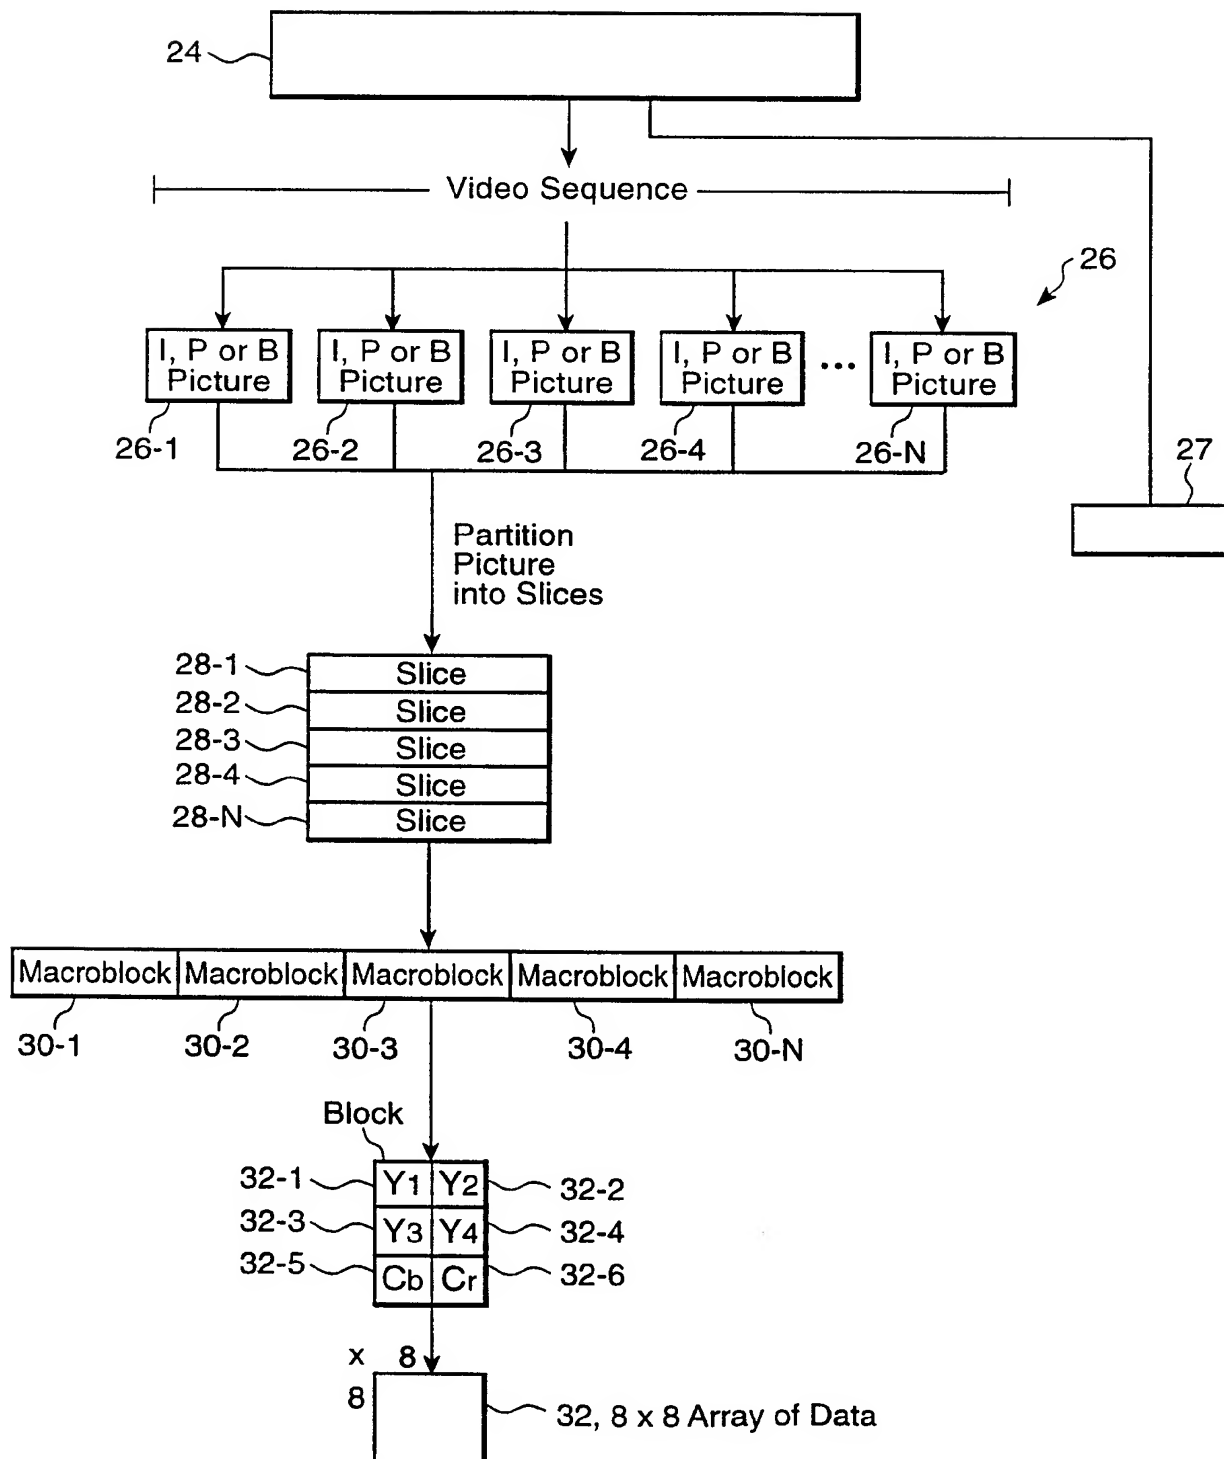 24
Video Sequence
26
I, P or B
Picture
I, P or B
Picture
I, P or B
Picture
I, P or B
Picture
...
I, P or B
Picture
26-1
26-2
26-3
26-4
26-N
27
Partition
Picture
into Slices
28-1
Slice
28-2
Slice
28-3
Slice
28-4
Slice
28-N
Slice
Macroblock
Macroblock
Macroblock
Macroblock
Macroblock
30-1
30-2
30-3
30-4
30-N
Block
32-1
Y1
Y2
32-2
32-3
Y3
Y4
32-4
32-5
Cb
Cr
32-6
x
8
8
32, 8 x 8 Array of Data